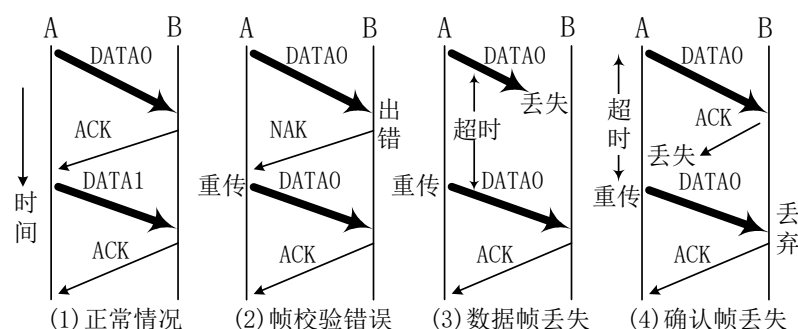 A B
DATA0
ACK
DATA1
ACK
时间
(1)正常情况
A B
DATA0
出错
NAK
重传
DATA0
ACK
(2)帧校验错误
A B
DATA0
丢失
超时
重传
DATA0
ACK
(3)数据帧丢失
A B
DATA0
超时
ACK
丢失
重传
DATA0
丢弃
ACK
(4)确认帧丢失